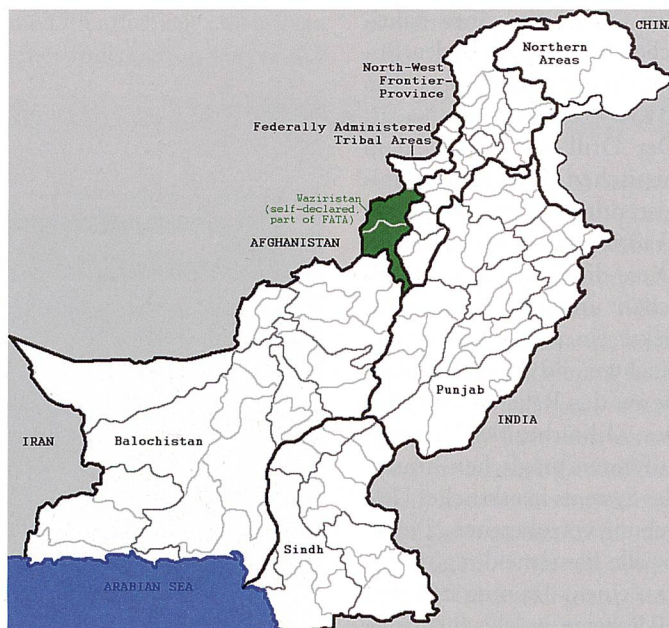 CHINA
Northern
Areas
North-West
Frontier-
Province
Federally Administered
Tribal Areas
Waziristan
(self-declared,
part of FATA)
AFGHANISTAN
Punjab
INDIA
IRAN
Balochistan
Sindh
ARABIAN SEA